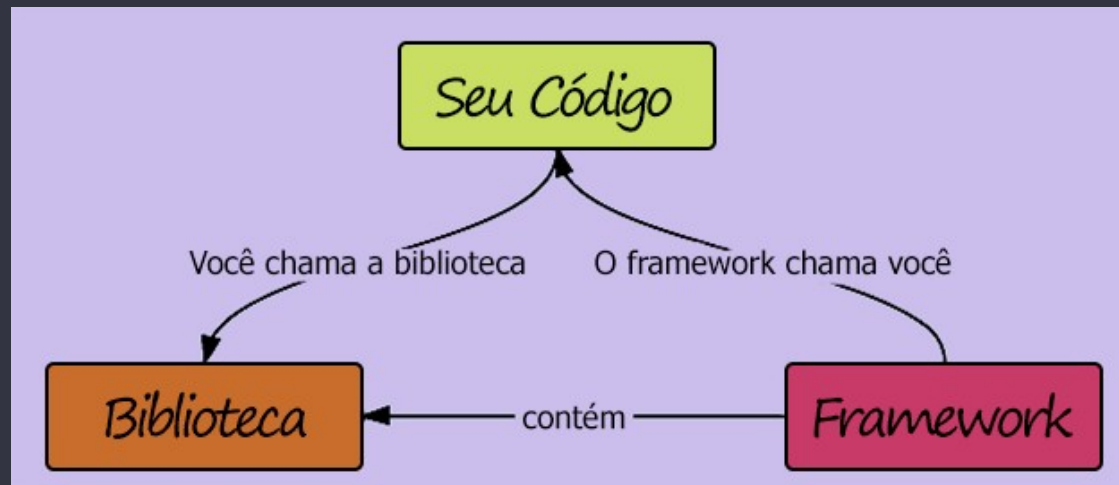 Seu Código
Você chama a biblioteca
O framework chama você
Biblioteca
contém
Framework